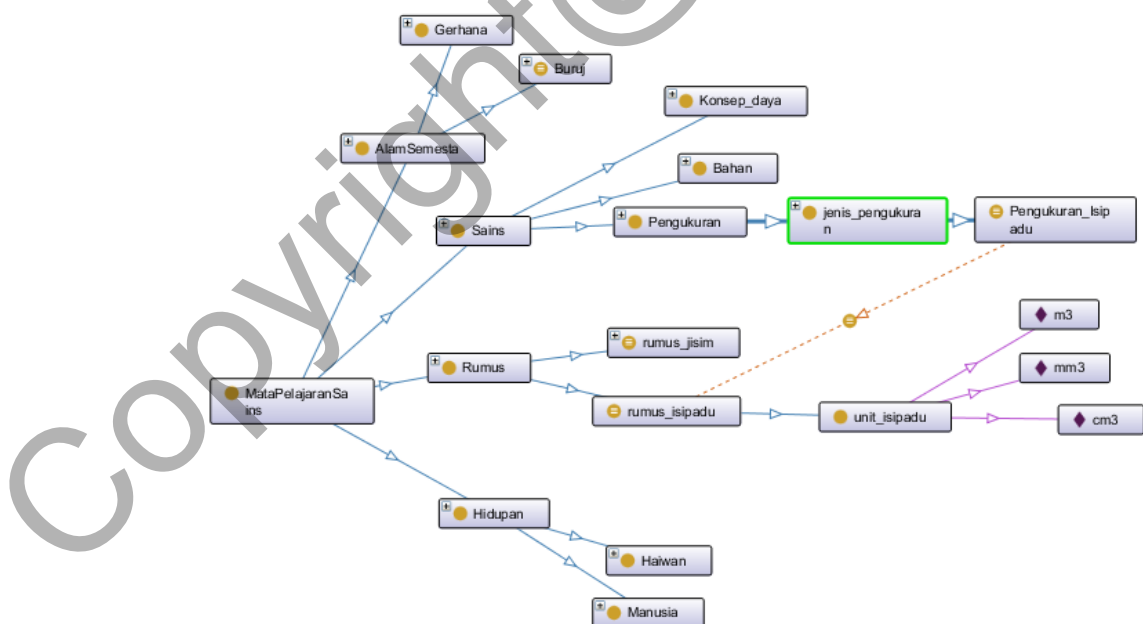 Gerhana
Buruj
Konsep_daya
AlamSemesta
Bahan
jenis_pengukura
n
Pengukuran_Isip
adu
Pengukuran
Sains
m3
rumus_jisim
Rumus
mm3
MataPelajaranSa
ins
rumus_isipadu
unit_isipadu
cm3
Hidupan
Haiwan
Manusia
Copyright@